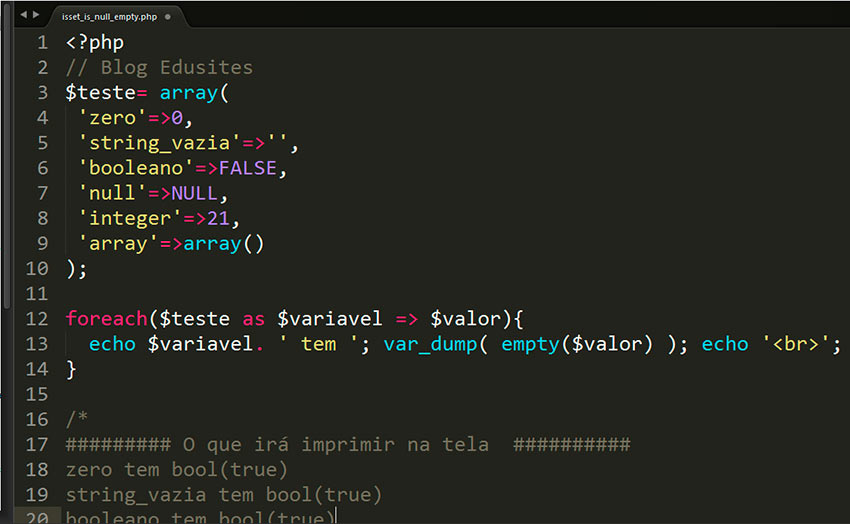 isset_is_null_empty.php
1 <?php
2 // Blog Edusites
3 $teste= array(
4 'zero'=>0,
5 'string_vazia'=>'',
6 'booleano'=>FALSE,
7 'null'=>NULL,
8 'integer'=>21,
9 'array'=>array()
10 );
11
12 foreach($teste as $variavel => $valor){
13 echo $variavel. ' tem '; var_dump( empty($valor) ); echo '<br>';
14 }
15
16 /*
17 ######### O que irá imprimir na tela ##########
18 zero tem bool(true)
19 string_vazia tem bool(true)
20 booleano tem bool(true)